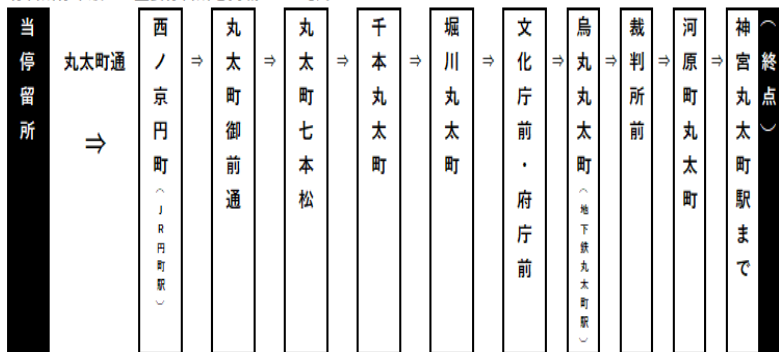 当停留所
丸太町通
⇒
西ノ京円町（JR円町駅）
⇒
丸太町御前通
⇒
丸太町七本松
⇒
千本丸太町
⇒
堀川丸太町
⇒
文化庁前・府庁前
⇒
烏丸丸太町（地下鉄丸太町駅）
⇒
裁判所前
⇒
河原町丸太町
⇒
神宮丸太町駅まで
（終点）